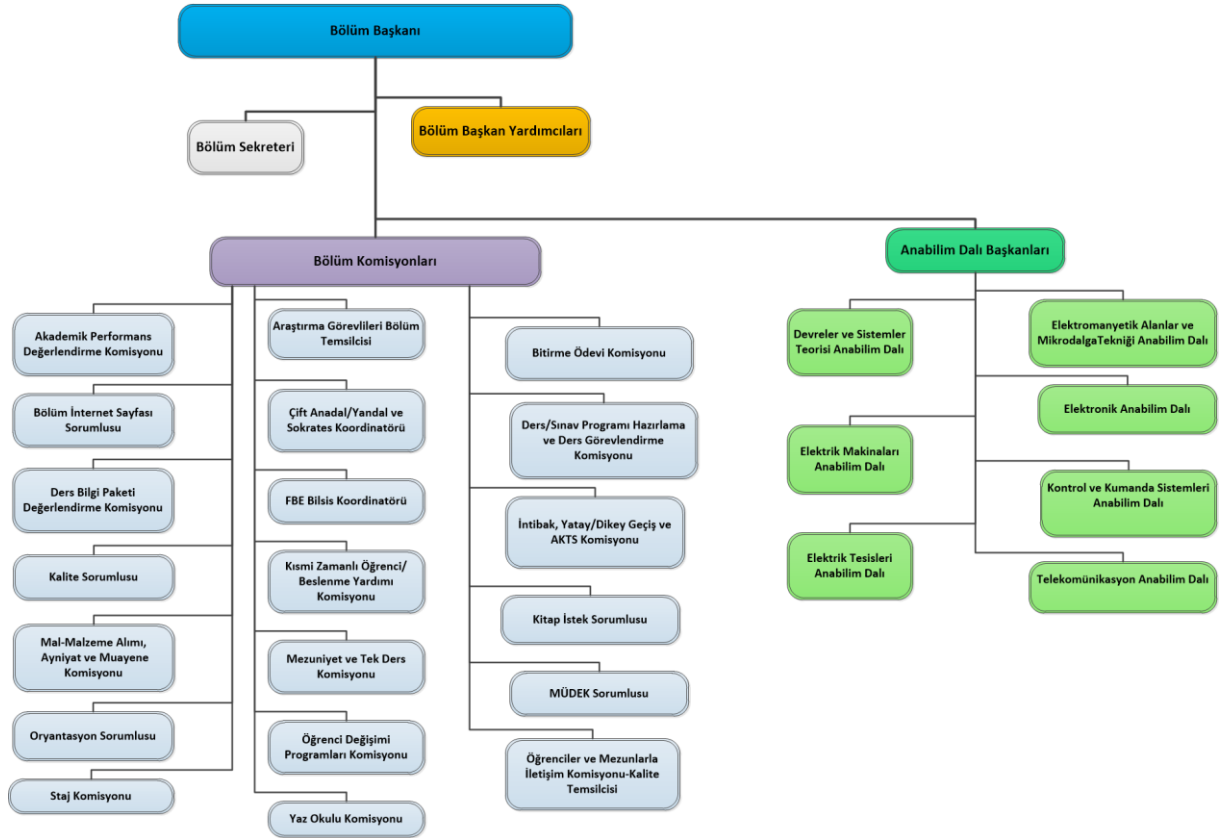 Bölüm Başkanı
Bölüm Sekreteri
Bölüm Başkan Yardımcıları
Bölüm Komisyonları
Akademik Performans
Değerlendirme Komisyonu
Bölüm İnternet Sayfası
Sorumlusu
Ders Bilgi Paketi
Değerlendirme Komisyonu
Kalite Sorumlusu
Mal-Malzeme Alımı,
Ayniyat ve Muayene
Komisyonu
Oryantasyon Sorumlusu
Staj Komisyonu
Araştırma Görevlileri Bölüm
Temsilcisi
Çift Anadal/Yandal ve
Sokrates Koordinatörü
FBE Bilsis Koordinatörü
Kısmi Zamanlı Öğrenci/
Beslenme Yardımı
Komisyonu
Mezuniyet ve Tek Ders
Komisyonu
Öğrenci Değişimi
Programları Komisyonu
Yaz Okulu Komisyonu
Bitirme Ödevi Komisyonu
Ders/Sınav Programı Hazırlama
ve Ders Görevlendirme
Komisyonu
İntibak, Yatay/Dikey Geçiş ve
AKTS Komisyonu
Kitap İstek Sorumlusu
MÜDEK Sorumlusu
Öğrenciler ve Mezunlarla
İletişim Komisyonu-Kalite
Temsilcisi
Anabilim Dalı Başkanları
Devreler ve Sistemler
Teorisi Anabilim Dalı
Elektrik Makinaları
Anabilim Dalı
Elektrik Tesisleri
Anabilim Dalı
Elektromanyetik Alanlar ve
MikrodalgaTekniği Anabilim Dalı
Elektronik Anabilim Dalı
Kontrol ve Kumanda Sistemleri
Anabilim Dalı
Telekomünikasyon Anabilim Dalı